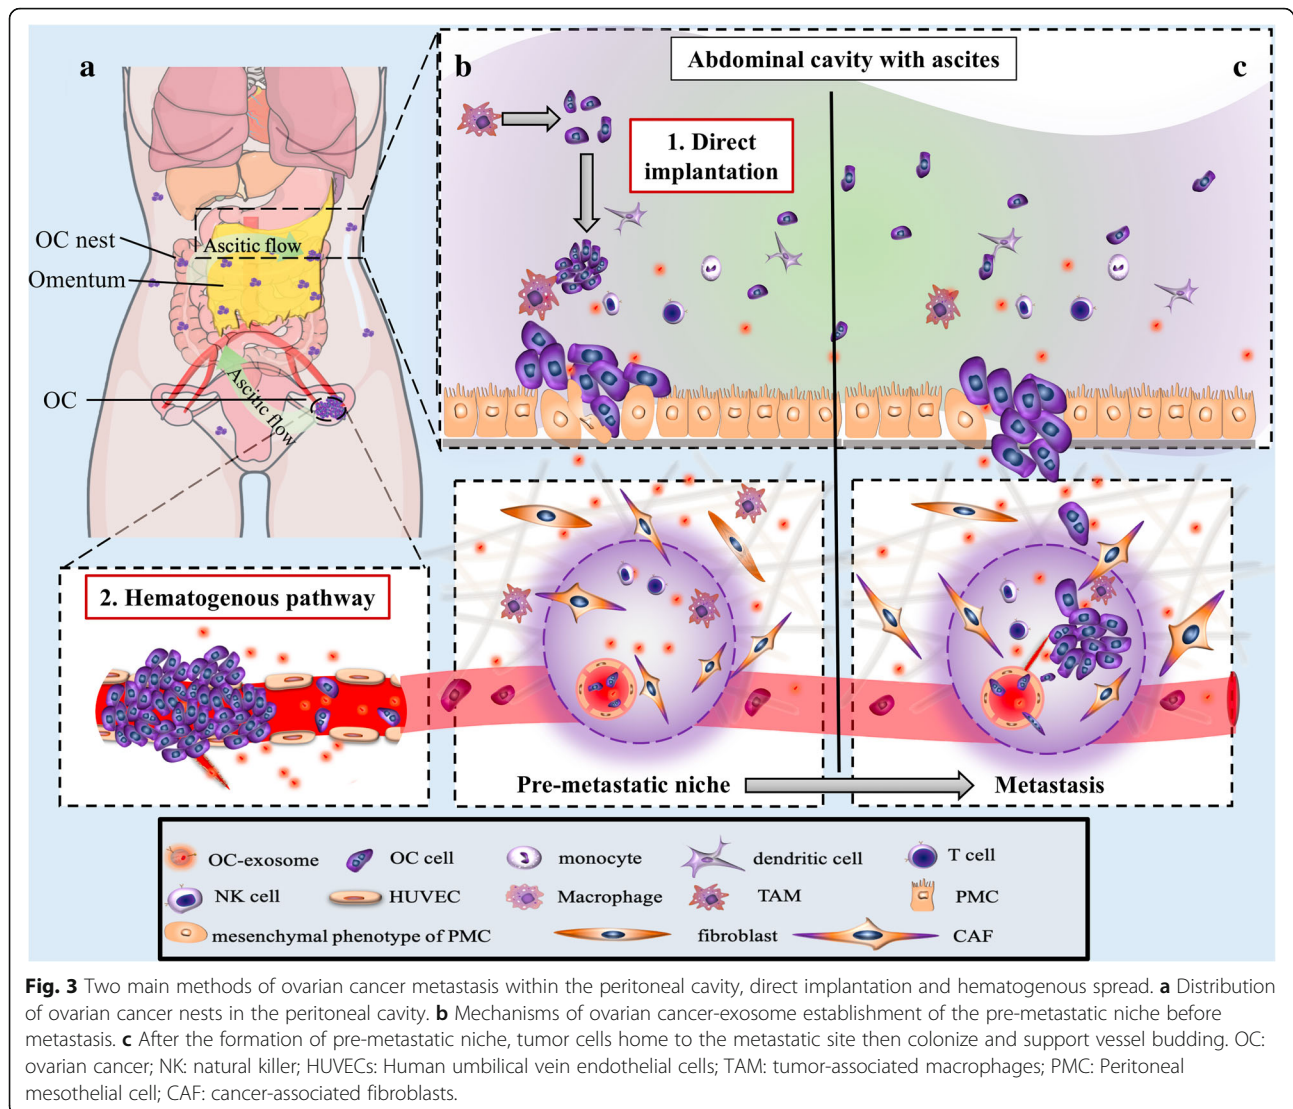 a
b
c
Abdominal cavity with ascites
1. Direct
implantation
OC nest
Ascitic flow
Omentum
OC
Ascitic flow
2. Hematogenous pathway
Pre-metastatic niche
Metastasis
OC-exosome
OC cell
monocyte
dendritic cell
T cell
NK cell
HUVEC
Macrophage
TAM
PMC
mesenchymal phenotype of PMC
fibroblast
CAF
Fig. 3 Two main methods of ovarian cancer metastasis within the peritoneal cavity, direct implantation and hematogenous spread. a Distribution
of ovarian cancer nests in the peritoneal cavity. b Mechanisms of ovarian cancer-exosome establishment of the pre-metastatic niche before
metastasis. c After the formation of pre-metastatic niche, tumor cells home to the metastatic site then colonize and support vessel budding. OC:
ovarian cancer; NK: natural killer; HUVECs: Human umbilical vein endothelial cells; TAM: tumor-associated macrophages; PMC: Peritoneal
mesothelial cell; CAF: cancer-associated fibroblasts.